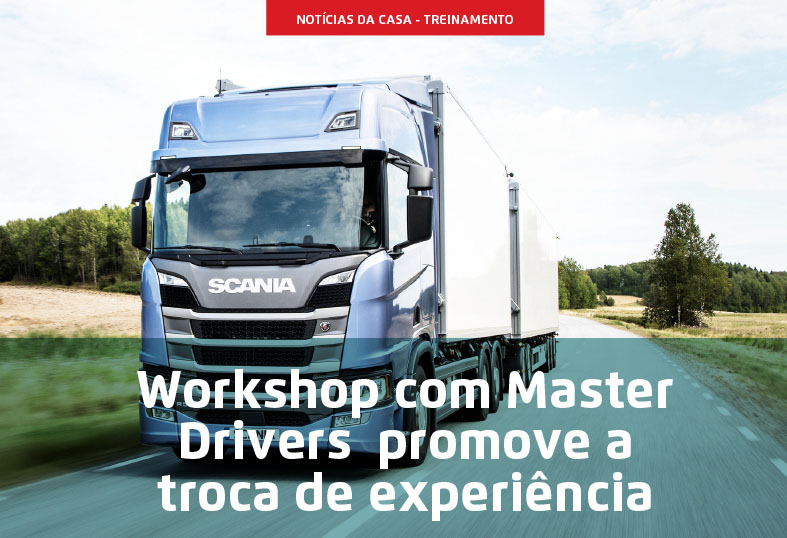 NOTÍCIAS DA CASA - TREINAMENTO
SCANIA
Workshop com Master
Drivers promove a
troca de experiência